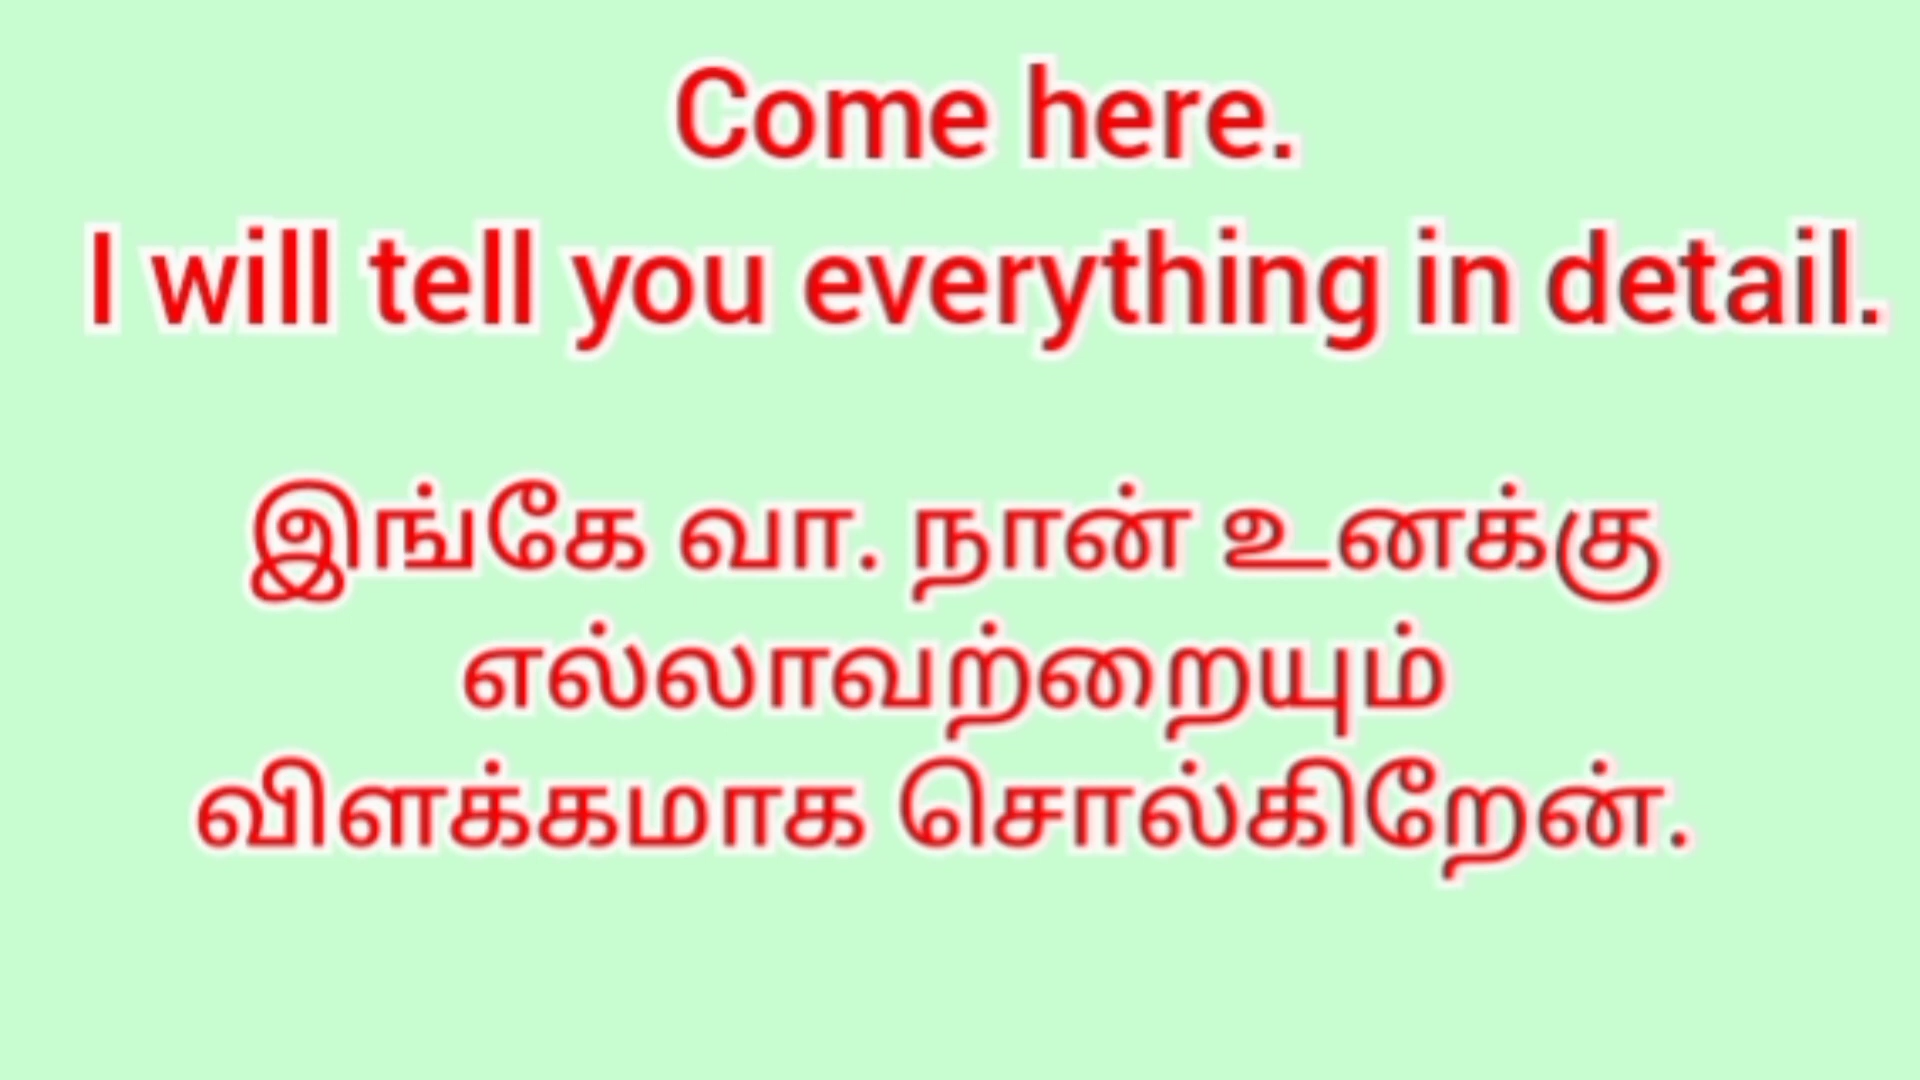 Come here.
I will tell you everything in detail.
இங்கே வா. நான் உனக்கு
எல்லாவற்றையும்
விளக்கமாக சொல்கிறேன்.